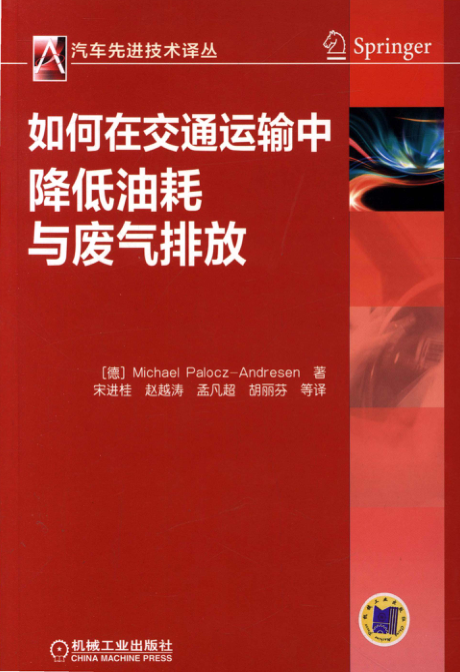 汽车先进技术译丛
Springer
如何在交通运输中
降低油耗
与废气排放
[德] Michael Palocz-Andresen 著
宋进桂 赵越涛 孟凡超 胡丽芬 等译
机械工业出版社
CHINA MACHINE PRESS